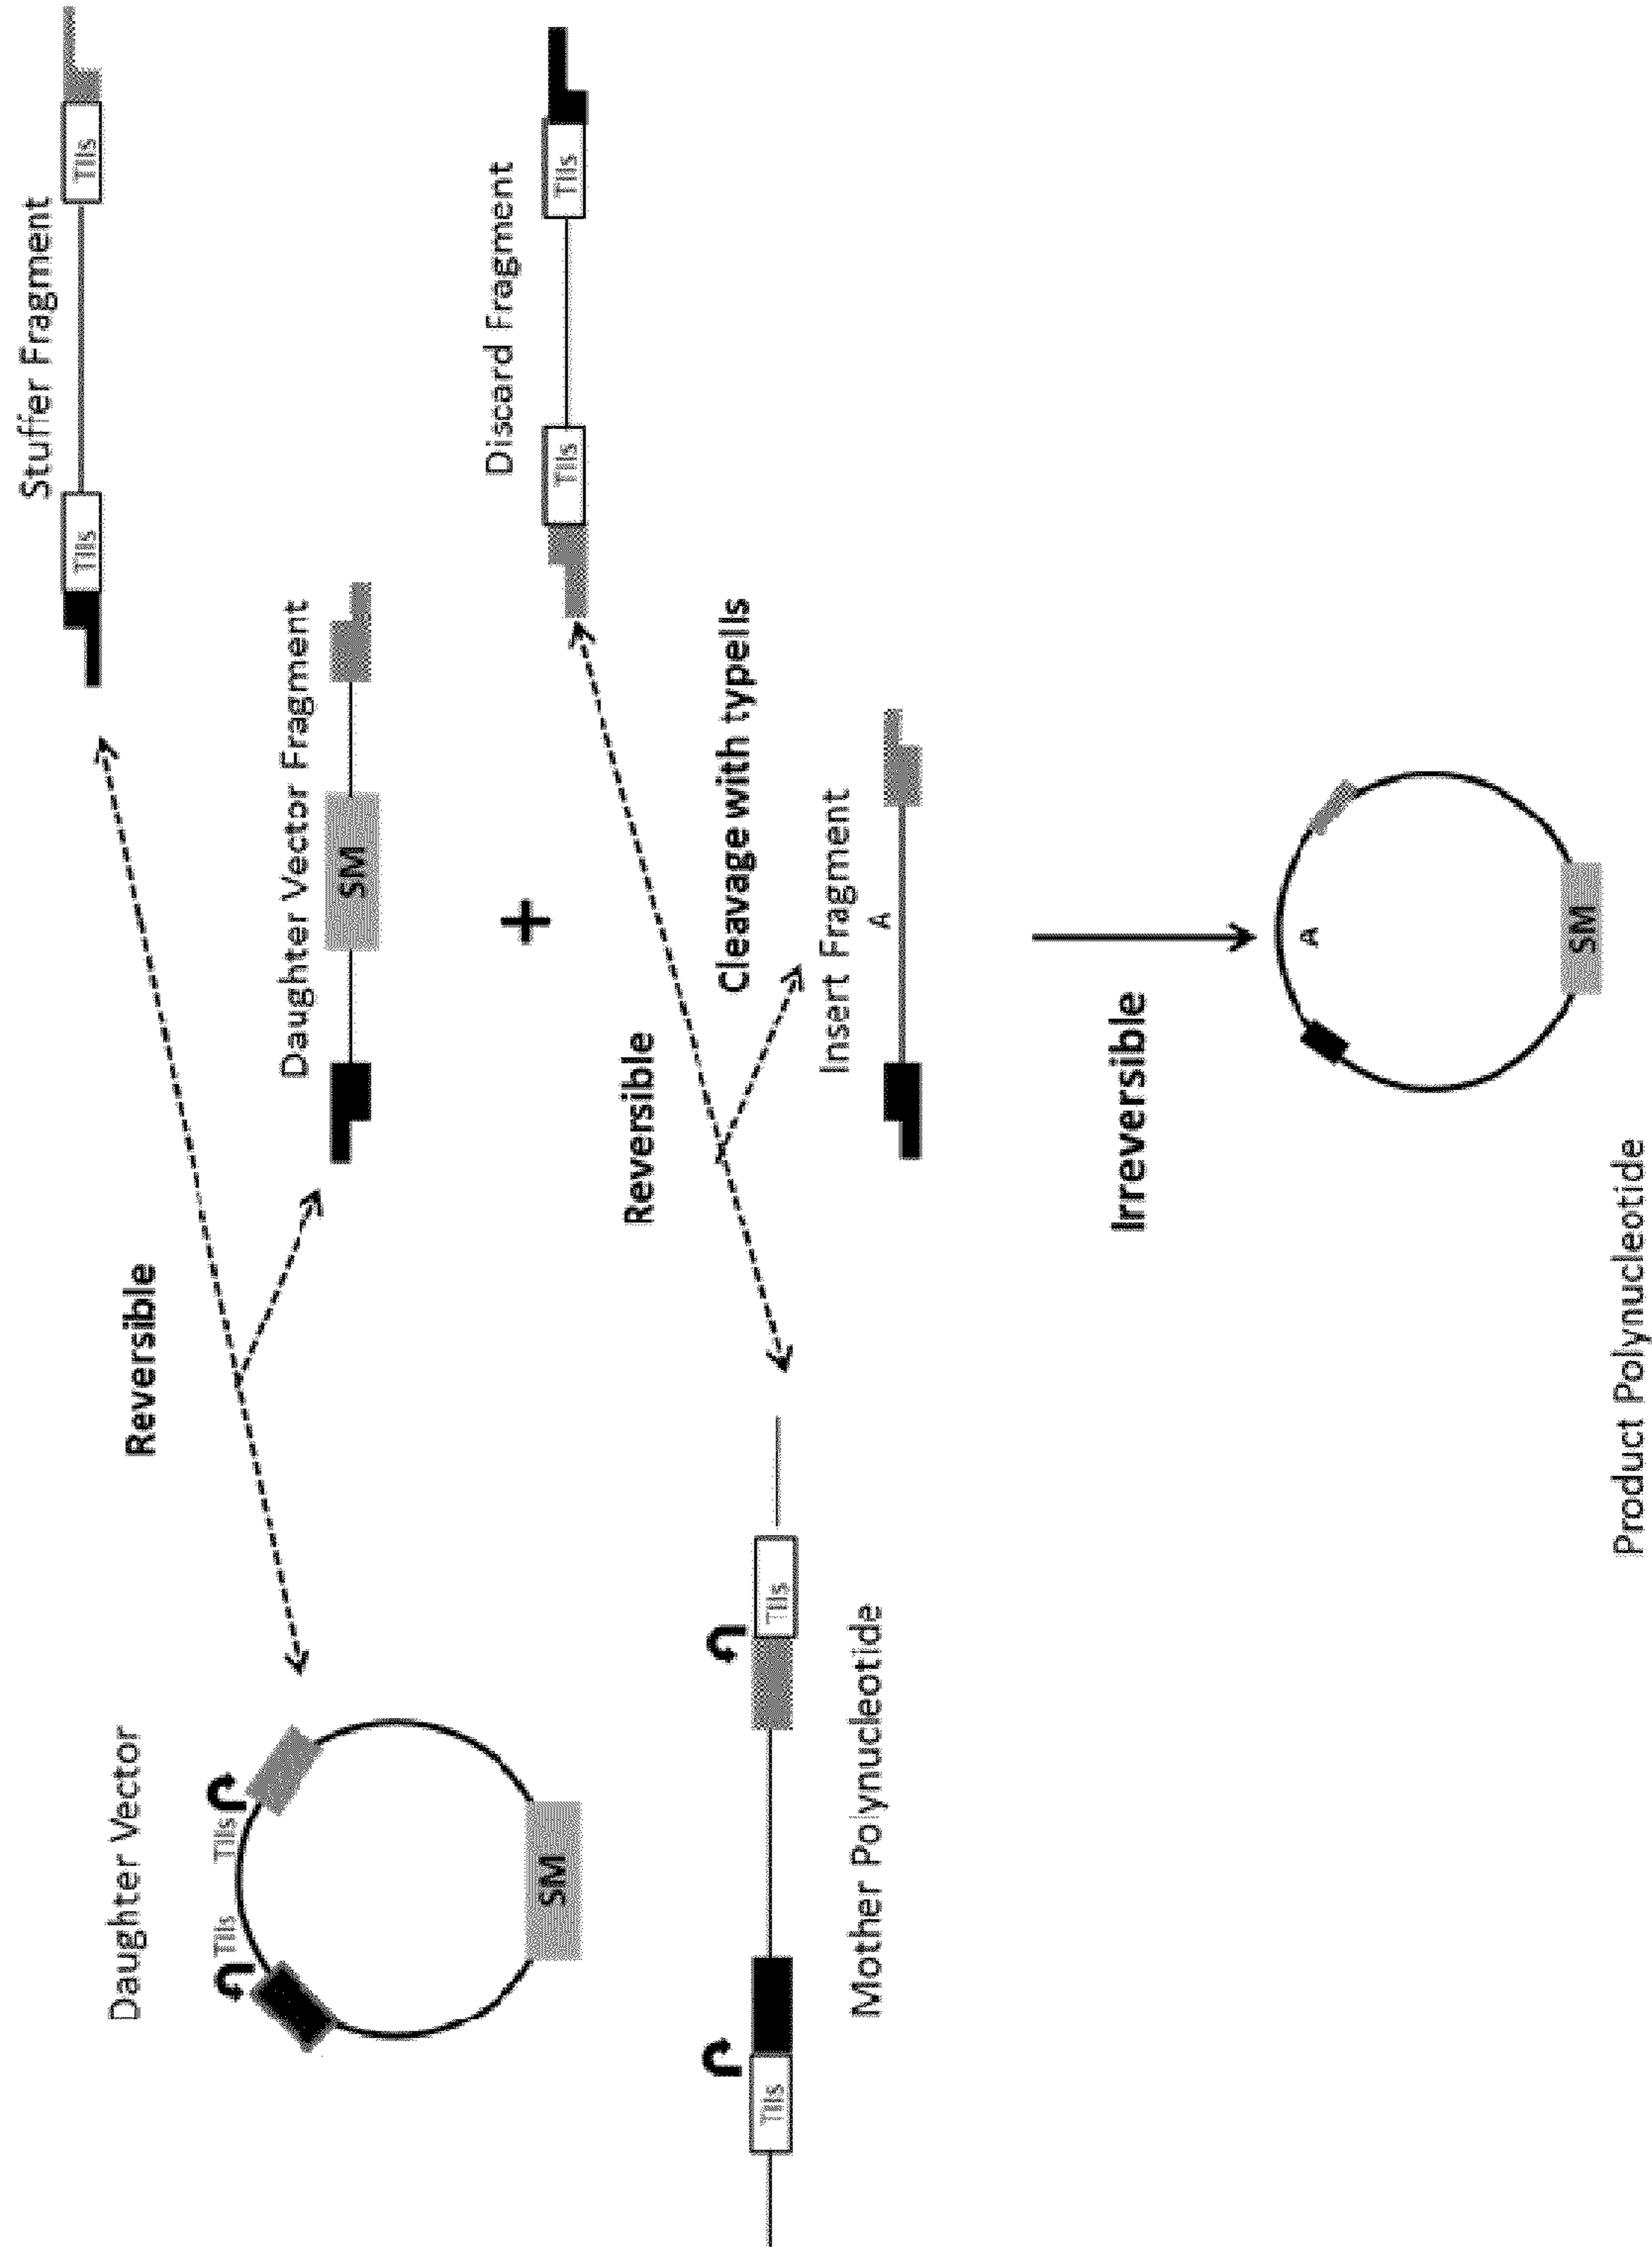 Daughter Vector
TIIs
TIIs
SM
Reversible
Stuffer Fragment
TIIs
TIIs
Daughter Vector Fragment
SM
+
Mother Polynucleotide
TIIs
TIIs
Reversible
Discard Fragment
TIIs
TIIs
Cleavage with typeIIs
Insert Fragment
A
Irreversible
A
SM
Product Polynucleotide